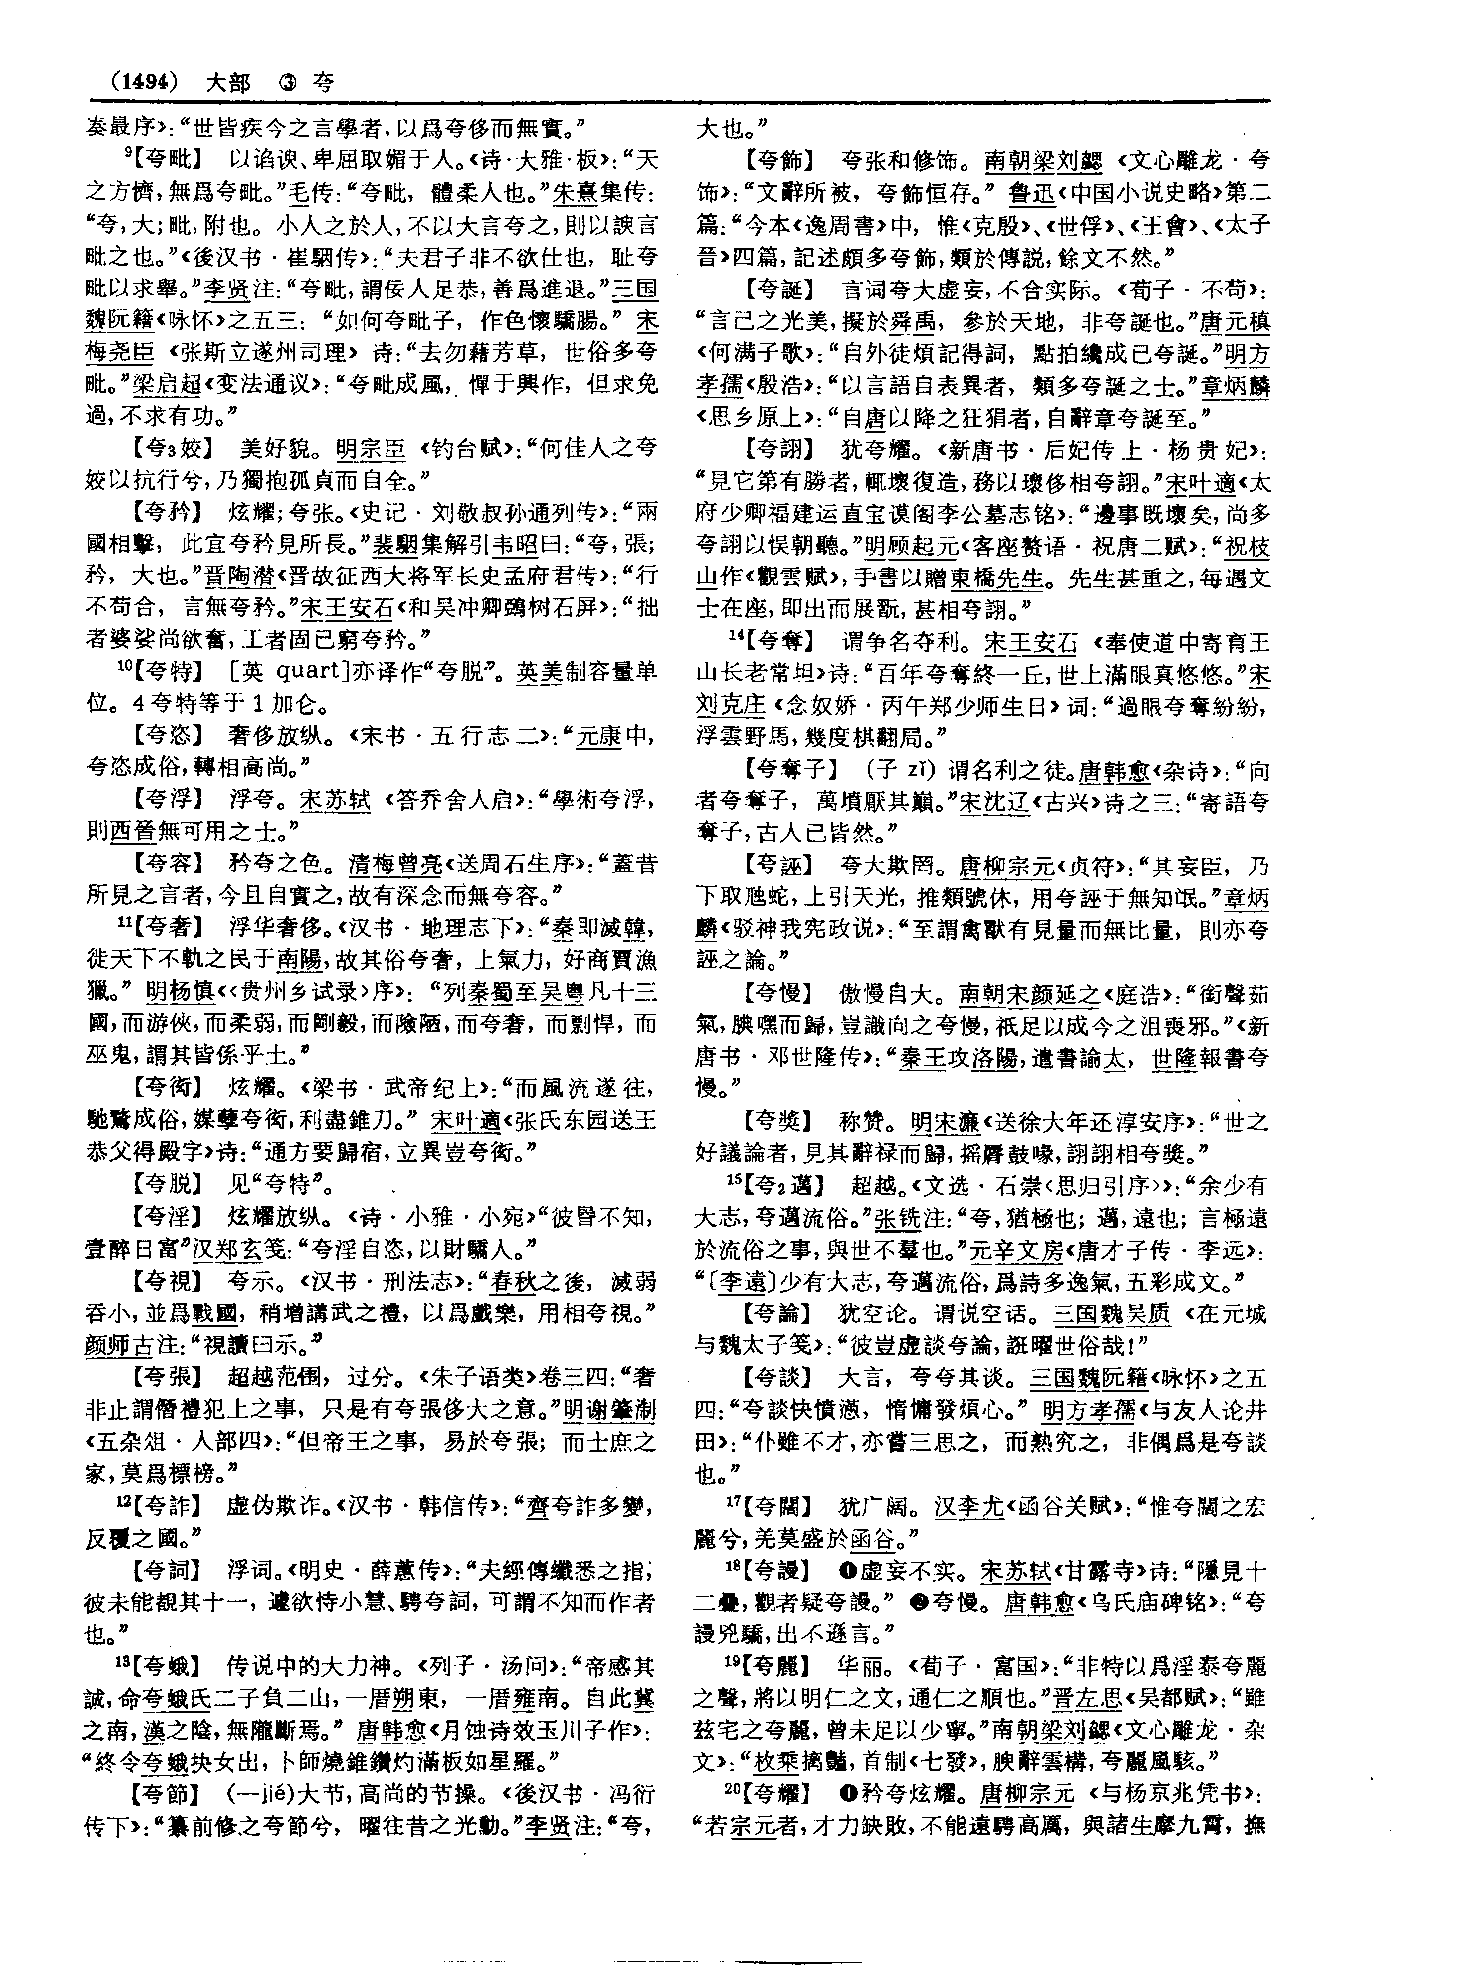 （1494） 大部 ③ 夸
奏最序》：“世皆疾今之言學者，以爲夸侈而無實。”
⁹【夸毗】 以谄谀、卑屈取媚于人。《诗·大雅·板》：“天
之方懠，無爲夸毗。”毛传：“夸毗，體柔人也。”朱熹集传：
“夸，大；毗，附也。小人之於人，不以大言夸之，則以諛言
毗之也。”《後汉书·崔駰传》：“夫君子非不欲仕也，耻夸
毗以求舉。”李贤注：“夸毗，謂佞人足恭，善爲進退。”三国
魏阮籍《咏怀》之五三：“如何夸毗子，作色懷驕腸。”宋
梅尧臣《张斯立遂州司理》诗：“去勿藉芳草，世俗多夸
毗。”梁启超《变法通议》：“夸毗成風，憚于興作，但求免
過，不求有功。”
【夸₃姣】 美好貌。明宗臣《钓台赋》：“何佳人之夸
姣以抗行兮，乃獨抱孤貞而自全。”
【夸矜】 炫耀；夸张。《史记·刘敬叔孙通列传》：“兩
國相擊，此宜夸矜見所長。”裴駰集解引韦昭曰：“夸，張；
矜，大也。”晋陶潜《晋故征西大将军长史孟府君传》：“行
不苟合，言無夸矜。”宋王安石《和吴冲卿鵶树石屏》：“拙
者婆娑尚欲奮，工者固已窮夸矜。”
¹⁰【夸特】 [英 quart]亦译作“夸脱”。英美制容量单
位。4夸特等于1加仑。
【夸恣】 奢侈放纵。《宋书·五行志二》：“元康中，
夸恣成俗，轉相高尚。”
【夸浮】 浮夸。宋苏轼《答乔舍人启》：“學術夸浮，
則西晉無可用之士。”
【夸容】 矜夸之色。清梅曾亮《送周石生序》：“蓋昔
所見之言者，今且自實之，故有深念而無夸容。”
¹¹【夸奢】 浮华奢侈。《汉书·地理志下》：“秦即滅韓，
徙天下不軌之民于南陽，故其俗夸奢，上氣力，好商賈漁
獵。”明杨慎《〈贵州乡试录〉序》：“列秦蜀至吴粤凡十三
國，而游俠，而柔弱，而剛毅，而險陋，而夸奢，而剽悍，而
巫鬼，謂其皆係乎土。”
【夸衒】 炫耀。《梁书·武帝纪上》：“而風流遂往，
馳騖成俗，媒孽夸衒，利盡錐刀。”宋叶適《张氏东园送王
恭父得殿字》诗：“通方要歸宿，立異豈夸衒。”
【夸脱】 见“夸特”。
【夸淫】 炫耀放纵。《诗·小雅·小宛》“彼昏不知，
壹醉日富”汉郑玄笺：“夸淫自恣，以財驕人。”
【夸視】 夸示。《汉书·刑法志》：“春秋之後，滅弱
吞小，並爲戰國，稍增講武之禮，以爲戲樂，用相夸視。”
颜师古注：“視讀曰示。”
【夸張】 超越范围，过分。《朱子语类》卷三四：“奢
非止謂僭禮犯上之事，只是有夸張侈大之意。”明谢肇淛
《五杂俎·人部四》：“但帝王之事，易於夸張；而士庶之
家，莫爲標榜。”
¹²【夸詐】 虚伪欺诈。《汉书·韩信传》：“齊夸詐多變，
反覆之國。”
【夸詞】 浮词。《明史·薛蕙传》：“夫經傳纖悉之指，
彼未能覩其十一，遽欲恃小慧、騁夸詞，可謂不知而作者
也。”
¹³【夸蛾】 传说中的大力神。《列子·汤问》：“帝感其
誠，命夸蛾氏二子負二山，一厝朔東，一厝雍南。自此冀
之南，漢之陰，無隴斷焉。”唐韩愈《月蚀诗效玉川子作》：
“終令夸蛾抉女出，卜師燒錐鑽灼滿板如星羅。”
【夸節】 （—jié）大节，高尚的节操。《後汉书·冯衍
传下》：“纂前修之夸節兮，曜往昔之光勳。”李贤注：“夸，
大也。”
【夸飾】 夸张和修饰。南朝梁刘勰《文心雕龙·夸
饰》：“文辭所被，夸飾恒存。”鲁迅《中国小说史略》第二
篇：“今本《逸周書》中，惟《克殷》、《世俘》、《王會》、《太子
晉》四篇，記述頗多夸飾，類於傳説，餘文不然。”
【夸誕】 言词夸大虚妄，不合实际。《荀子·不苟》：
“言己之光美，擬於舜禹，參於天地，非夸誕也。”唐元稹
《何满子歌》：“自外徒煩記得詞，點拍纔成已夸誕。”明方
孝孺《殷浩》：“以言語自表異者，類多夸誕之士。”章炳麟
《思乡原上》：“自唐以降之狂狷者，自辭章夸誕至。”
【夸詡】 犹夸耀。《新唐书·后妃传上·杨贵妃》：
“見它第有勝者，輒壞復造，務以瓌侈相夸詡。”宋叶適《太
府少卿福建运直宝谟阁李公墓志铭》：“邊事既壞矣，尚多
夸詡以悮朝聽。”明顾起元《客座赘语·祝唐二赋》：“祝枝
山作《觀雲赋》，手書以贈東橋先生。先生甚重之，每遇文
士在座，即出而展翫，甚相夸詡。”
¹⁴【夸奪】 谓争名夺利。宋王安石《奉使道中寄育王
山长老常坦》诗：“百年夸奪終一丘，世上滿眼真悠悠。”宋
刘克庄《念奴娇·丙午郑少师生日》词：“過眼夸奪紛紛，
浮雲野馬，幾度棋翻局。”
【夸奪子】 （子 zǐ）谓名利之徒。唐韩愈《杂诗》：“向
者夸奪子，萬墳厭其巔。”宋沈辽《古兴》诗之三：“寄語夸
奪子，古人已皆然。”
【夸誣】 夸大欺罔。唐柳宗元《贞符》：“其妄臣，乃
下取虺蛇，上引天光，推類號休，用夸誣于無知氓。”章炳
麟《驳神我宪政说》：“至謂禽獸有見量而無比量，則亦夸
誣之論。”
【夸慢】 傲慢自大。南朝宋颜延之《庭诰》：“銜聲茹
氣，腆嘿而歸，豈識向之夸慢，衹足以成今之沮喪邪。”《新
唐书·邓世隆传》：“秦王攻洛陽，遣書諭太，世隆報書夸
慢。”
【夸獎】 称赞。明宋濂《送徐大年还淳安序》：“世之
好議論者，見其辭禄而歸，摇脣鼓喙，詡詡相夸獎。”
¹⁵【夸₂邁】 超越。《文选·石崇〈思归引序〉》：“余少有
大志，夸邁流俗。”张铣注：“夸，猶極也；邁，遠也；言極遠
於流俗之事，與世不羣也。”元辛文房《唐才子传·李远》：
“〔李遠〕少有大志，夸邁流俗，爲詩多逸氣，五彩成文。”
【夸論】 犹空论。谓说空话。三国魏吴质《在元城
与魏太子笺》：“彼豈虚談夸論，誑曜世俗哉！”
【夸談】 大言，夸夸其谈。三国魏阮籍《咏怀》之五
四：“夸談快憤懣，惰慵發煩心。”明方孝孺《与友人论井
田》：“仆雖不才，亦嘗三思之，而熟究之，非偶爲是夸談
也。”
¹⁷【夸闊】 犹广阔。汉李尤《函谷关赋》：“惟夸闊之宏
麗兮，羌莫盛於函谷。”
¹⁸【夸謾】 ❶虚妄不实。宋苏轼《甘露寺》诗：“隱見十
二疊，觀者疑夸謾。”❷夸慢。唐韩愈《乌氏庙碑铭》：“夸
謾兇驕，出不遜言。”
¹⁹【夸麗】 华丽。《荀子·富国》：“非特以爲淫泰夸麗
之聲，將以明仁之文，通仁之順也。”晋左思《吴都赋》：“雖
兹宅之夸麗，曾未足以少寧。”南朝梁刘勰《文心雕龙·杂
文》：“枚乘摛豔，首制《七發》，腴辭雲構，夸麗風駭。”
²⁰【夸耀】 ❶矜夸炫耀。唐柳宗元《与杨京兆凭书》：
“若宗元者，才力缺敗，不能遠騁高厲，與諸生摩九霄，撫